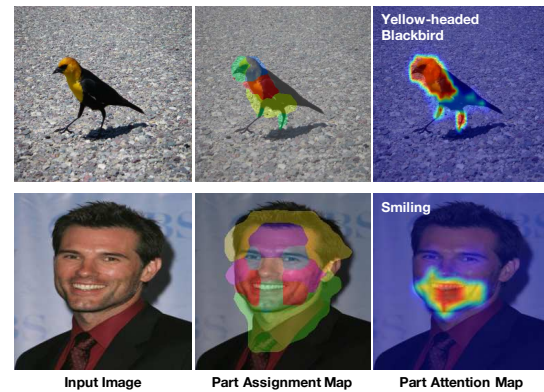 Yellow-headed
Blackbird
Smiling
Input Image
Part Assignment Map
Part Attention Map